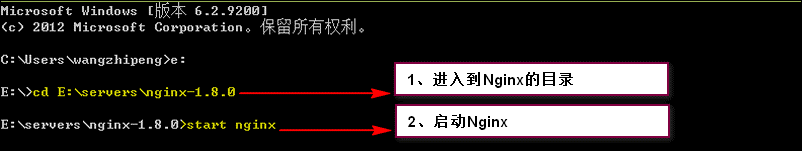 Microsoft Windows [版本 6.2.9200]
(c) 2012 Microsoft Corporation。保留所有权利。
C:\Users\wangzhipeng>e:
E:\>cd E:\servers\nginx-1.8.0
1、进入到Nginx的目录
E:\servers\nginx-1.8.0>start nginx
2、启动Nginx